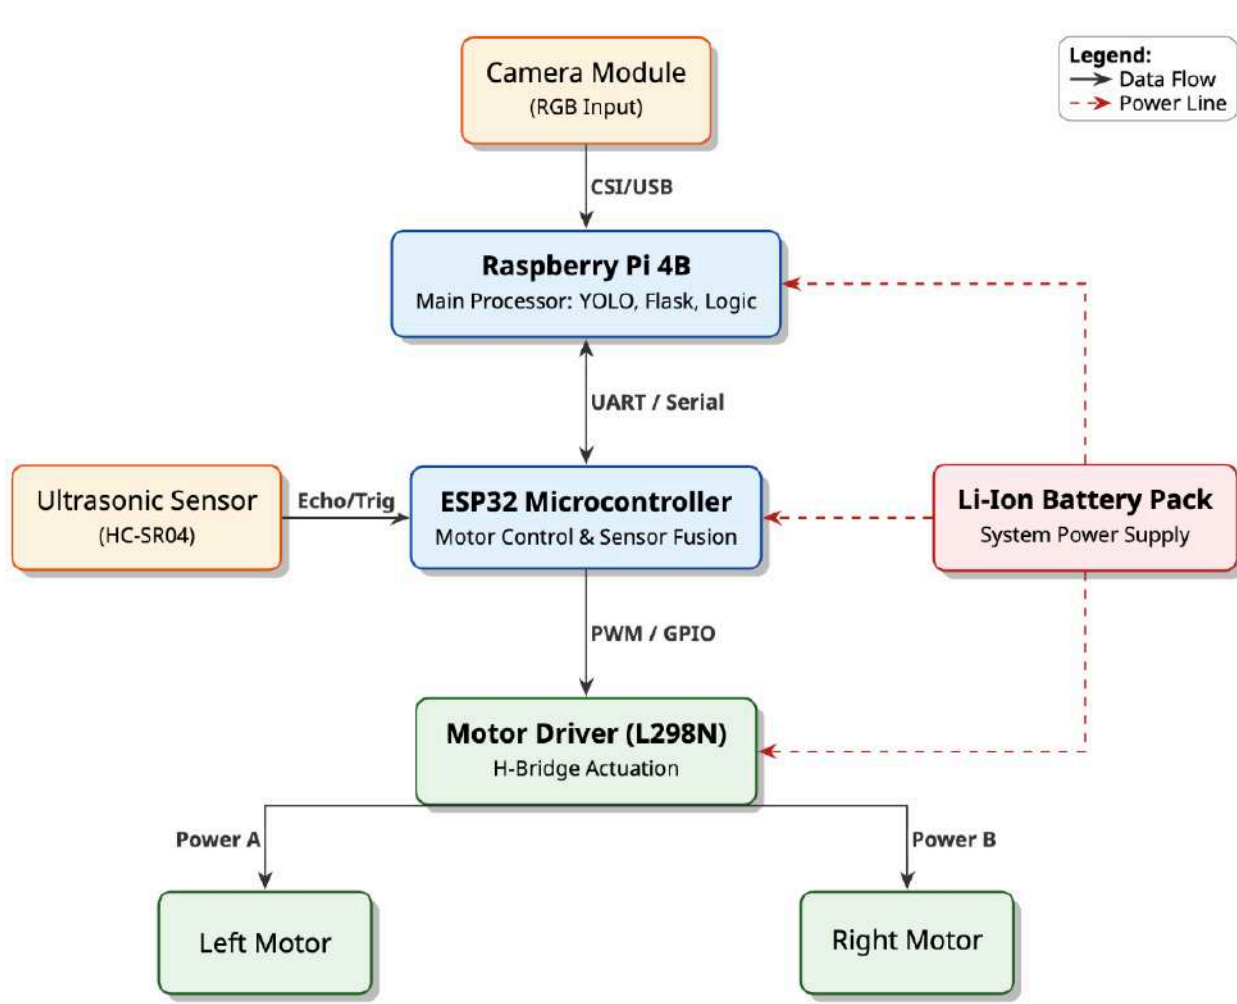 Camera Module
(RGB Input)
Legend:
Data Flow
Power Line
CSI/USB
Raspberry Pi 4B
Main Processor: YOLO, Flask, Logic
UART / Serial
Ultrasonic Sensor
(HC-SR04)
Echo/Trig
ESP32 Microcontroller
Motor Control & Sensor Fusion
Li-Ion Battery Pack
System Power Supply
PWM / GPIO
Motor Driver (L298N)
H-Bridge Actuation
Power A
Power B
Left Motor
Right Motor